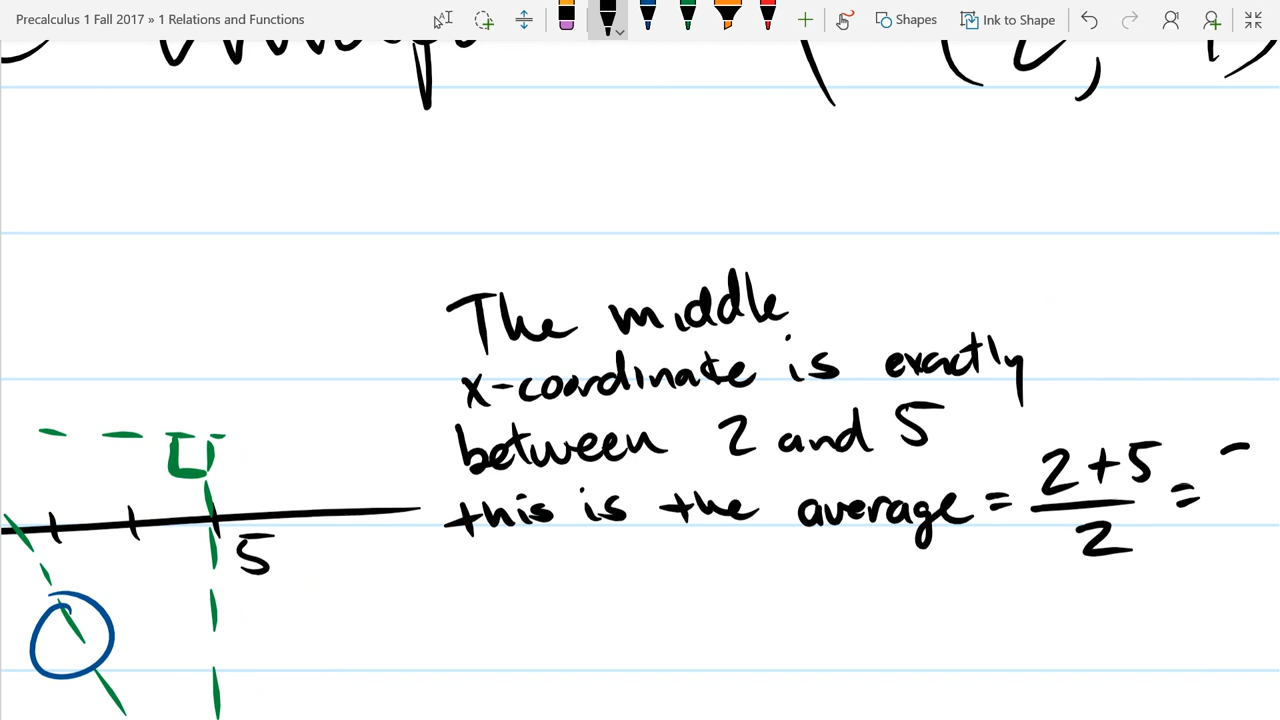 Precalculus 1 Fall 2017 » 1 Relations and Functions
Shapes
Ink to Shape
(2, 
The middle
x-coordinate is exactly
between 2 and 5
this is the average = 2+5/2 =
5